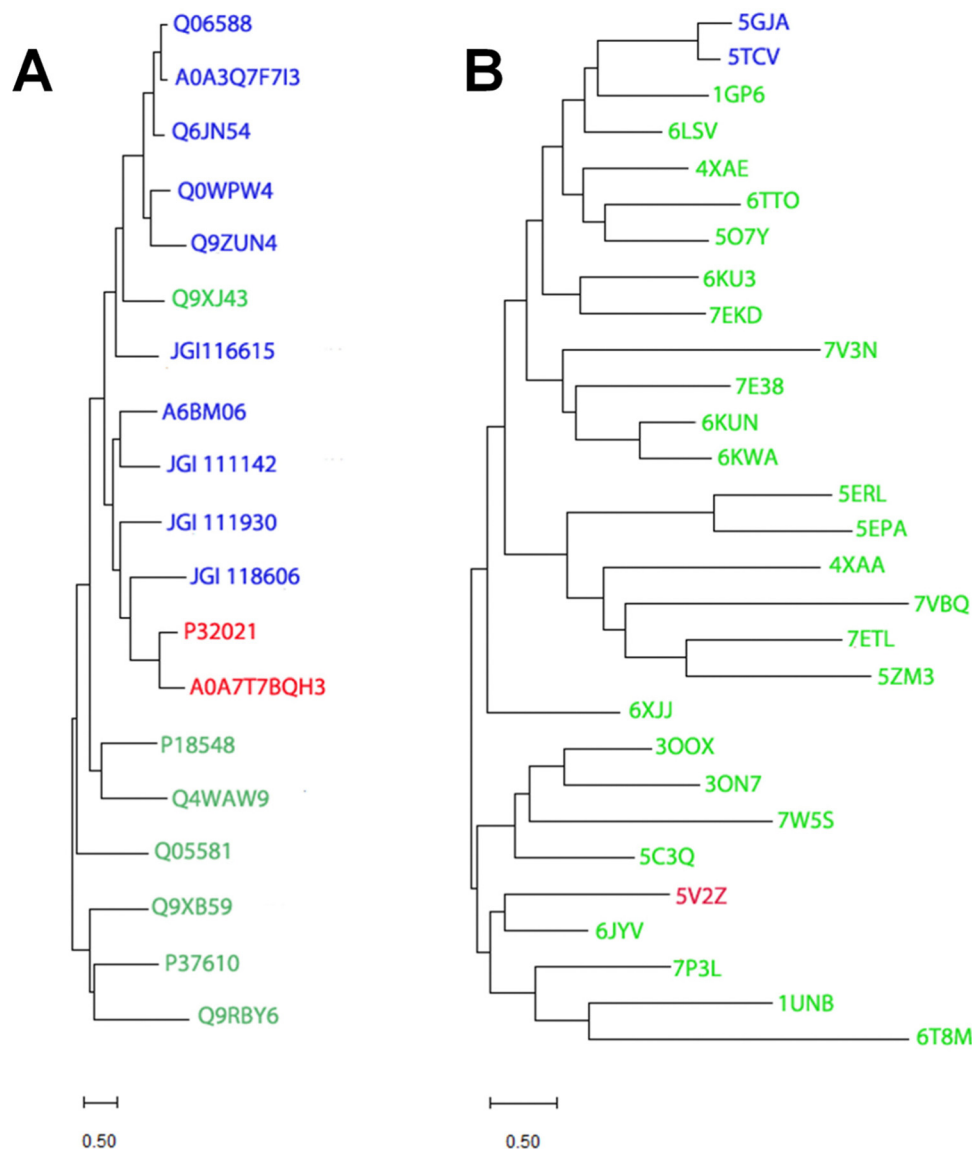 A
Q06588
A0A3Q7F7I3
Q6JN54
Q0WPW4
Q9ZUN4
Q9XJ43
JGI116615
A6BM06
JGI 111142
JGI 111930
JGI 118606
P32021
A0A7T7BQH3
P18548
Q4WAW9
Q05581
Q9XB59
P37610
Q9RBY6
0.50
B
5GJA
5TCV
1GP6
6LSV
4XAE
6TTO
5O7Y
6KU3
7EKD
7V3N
7E38
6KUN
6KWA
5ERL
5EPA
4XAA
7VBQ
7ETL
5ZM3
6XJJ
3OOX
3ON7
7W5S
5C3Q
5V2Z
6JYV
7P3L
1UNB
6T8M
0.50